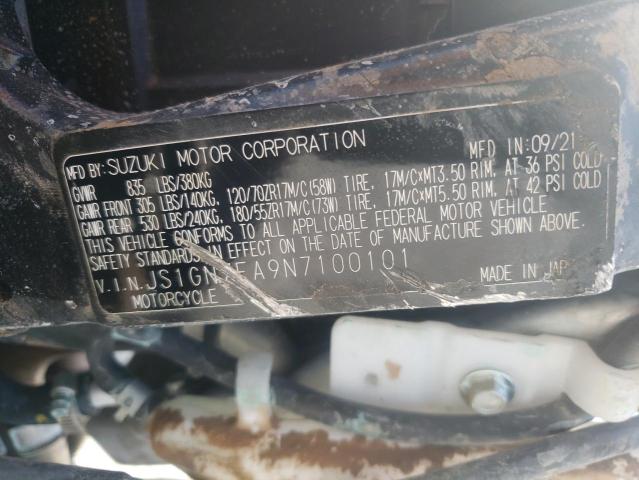 MFD BY: SUZUKI MOTOR CORPORATION MFD IN: 09/21
GVWR 835 LBS/380KG
GAWR FRONT 305 LBS/140KG, 120/70ZR17M/C(58W) TIRE, 17M/CxMT3.50 RIM, AT 36 PSI COLD
GAWR REAR 530 LBS/240KG, 180/55ZR17M/C(73W) TIRE, 17M/CxMT5.50 RIM, AT 42 PSI COLD
THIS VEHICLE CONFORMS TO ALL APPLICABLE FEDERAL MOTOR VEHICLE
SAFETY STANDARDS IN EFFECT ON THE DATE OF MANUFACTURE SHOWN ABOVE.
V.I.N. JS1GN EA9N7100101 MADE IN
MOTORCYCLE